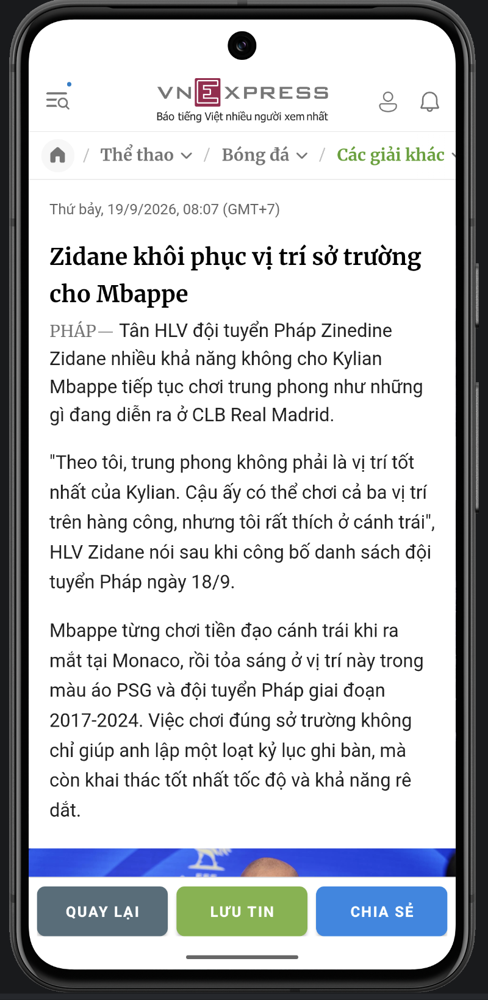 VNEXPRESS
Báo tiếng Việt nhiều người xem nhất
/ Thể thao / Bóng đá / Các giải khác
Thứ bảy, 19/9/2026, 08:07 (GMT+7)
Zidane khôi phục vị trí sở trường
cho Mbappe
PHÁP— Tân HLV đội tuyển Pháp Zinedine
Zidane nhiều khả năng không cho Kylian
Mbappe tiếp tục chơi trung phong như những
gì đang diễn ra ở CLB Real Madrid.
"Theo tôi, trung phong không phải là vị trí tốt
nhất của Kylian. Cậu ấy có thể chơi cả ba vị trí
trên hàng công, nhưng tôi rất thích ở cánh trái",
HLV Zidane nói sau khi công bố danh sách đội
tuyển Pháp ngày 18/9.
Mbappe từng chơi tiền đạo cánh trái khi ra
mắt tại Monaco, rồi tỏa sáng ở vị trí này trong
màu áo PSG và đội tuyển Pháp giai đoạn
2017-2024. Việc chơi đúng sở trường không
chỉ giúp anh lập một loạt kỷ lục ghi bàn, mà
còn khai thác tốt nhất tốc độ và khả năng rê
dắt.
QUAY LẠI
LƯU TIN
CHIA SẺ